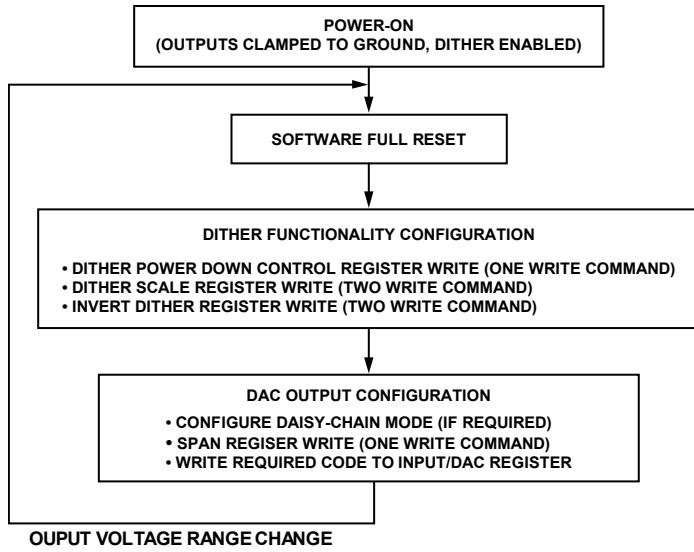 POWER-ON
(OUTPUTS CLAMPED TO GROUND, DITHER ENABLED)
SOFTWARE FULL RESET
DITHER FUNCTIONALITY CONFIGURATION
• DITHER POWER DOWN CONTROL REGISTER WRITE (ONE WRITE COMMAND)
• DITHER SCALE REGISTER WRITE (TWO WRITE COMMAND)
• INVERT DITHER REGISTER WRITE (TWO WRITE COMMAND)
DAC OUTPUT CONFIGURATION
• CONFIGURE DAISY-CHAIN MODE (IF REQUIRED)
• SPAN REGISER WRITE (ONE WRITE COMMAND)
• WRITE REQUIRED CODE TO INPUT/DAC REGISTER
OUPUT VOLTAGE RANGE CHANGE